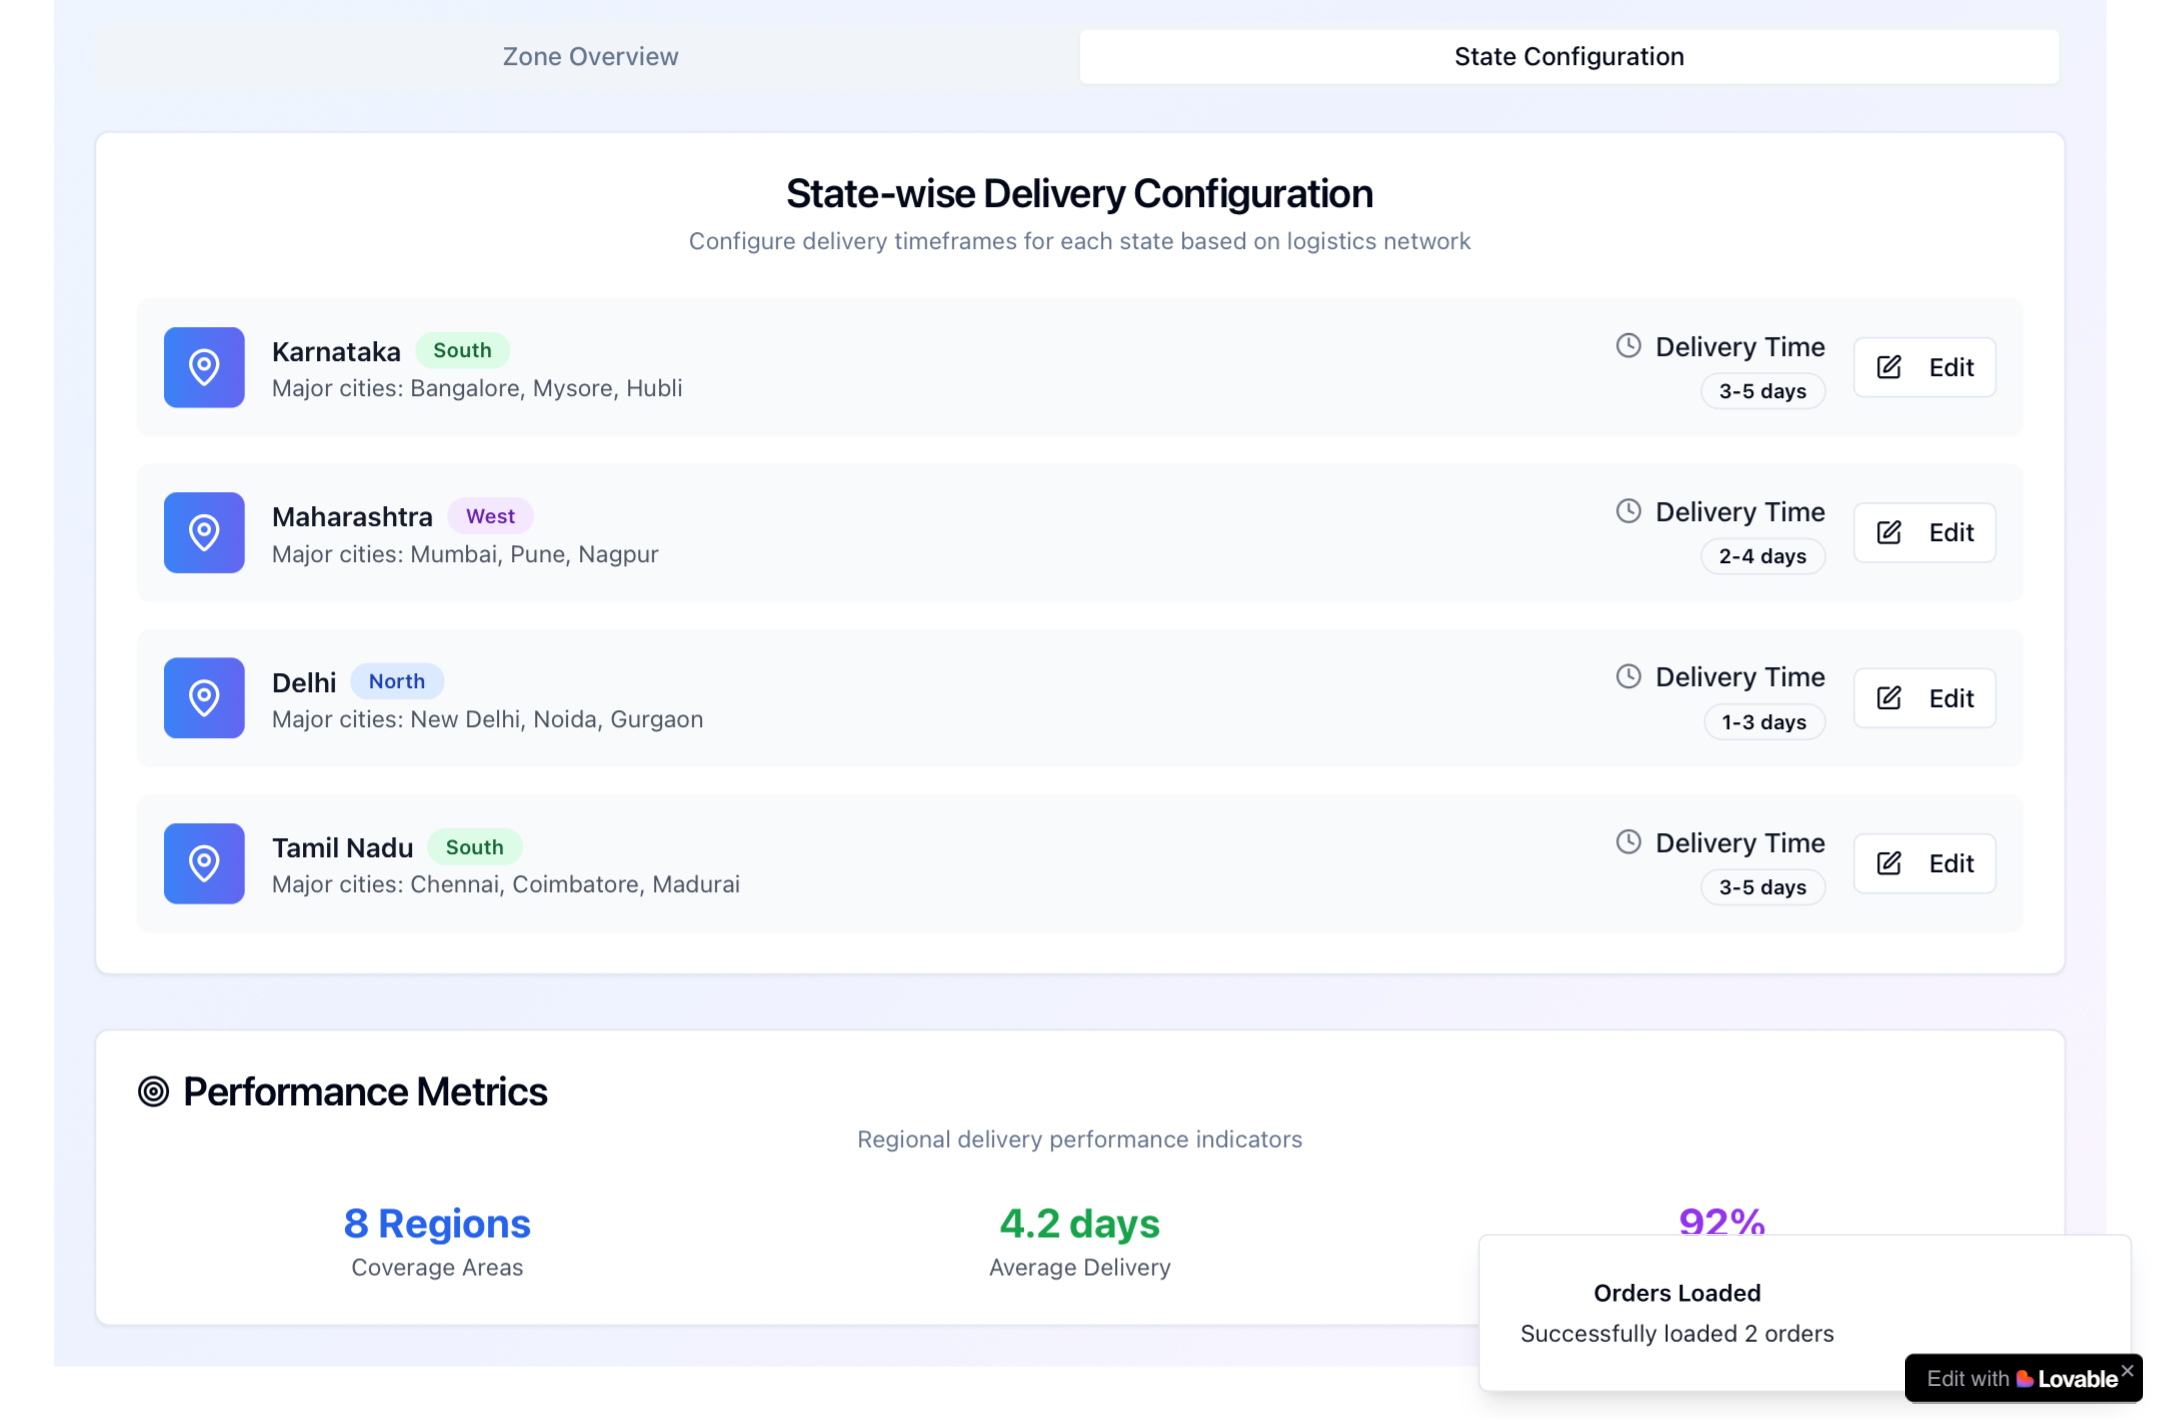 Zone Overview
State Configuration
State-wise Delivery Configuration
Configure delivery timeframes for each state based on logistics network
Karnataka South
Major cities: Bangalore, Mysore, Hubli
Delivery Time
3-5 days
Edit
Maharashtra West
Major cities: Mumbai, Pune, Nagpur
Delivery Time
2-4 days
Edit
Delhi North
Major cities: New Delhi, Noida, Gurgaon
Delivery Time
1-3 days
Edit
Tamil Nadu South
Major cities: Chennai, Coimbatore, Madurai
Delivery Time
3-5 days
Edit
Performance Metrics
Regional delivery performance indicators
8 Regions
Coverage Areas
4.2 days
Average Delivery
92%
Orders Loaded
Successfully loaded 2 orders
Edit with Lovable